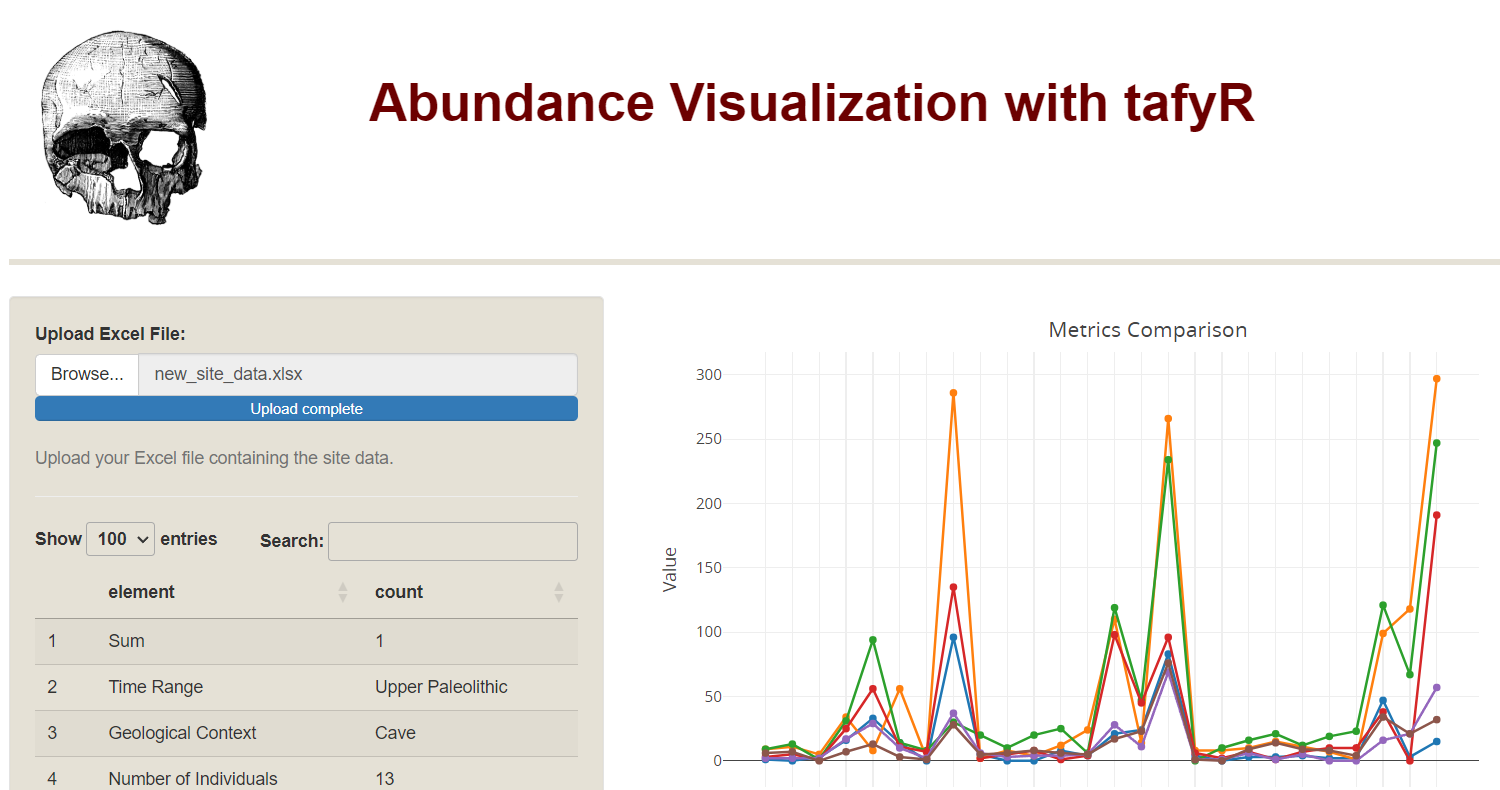 Abundance Visualization with tafyR
Upload Excel File:
Browse... new_site_data.xlsx
Upload complete
Upload your Excel file containing the site data.
Show 100 entries Search:
element count
1 Sum 1
2 Time Range Upper Paleolithic
3 Geological Context Cave
4 Number of Individuals 13
Metrics Comparison
Value
300
250
200
150
100
50
0